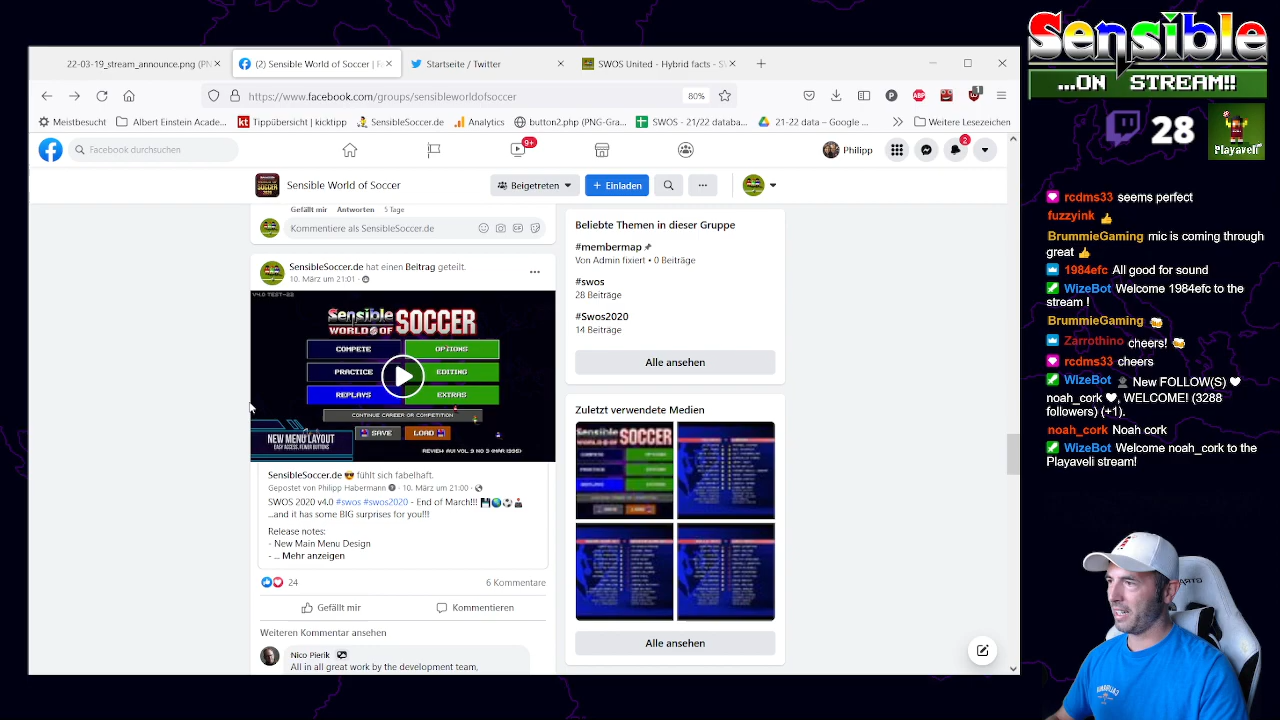 22-03-19_stream_announce.png (PN
(2) Sensible World of Soccer | F
Startseite / Twitter
SWOS United - Hybrid facts - S
https://www.facebook.com/groups/sensibleworldofsoccer
80%
Meistbesucht
Albert Einstein Acade...
Tippübersicht | kicktipp
SensibleSoccer
Analytics
button2.php (PNG-Gra...
SWOS - 21/22 databa...
21-22 data – Google ...
Weitere Lesezeichen
Facebook durchsuchen
9+
Philipp
2
Sensible World of Soccer
Beigetreten
+ Einladen
Gefällt mir Antworten 5 Tage
SensibleSoccer.de hat einen Beitrag geteilt.
10. März um 21:01
V4.0 TEST-22
Sensible
WORLD OF SOCCER
COMPETE
OPTIONS
PRACTICE
EDITING
REPLAYS
EXTRAS
CONTINUE CAREER OR COMPETITION
SAVE
LOAD
NEW MENU LAYOUT
SensibleSoccer.de 😎 fühlt sich fabelhaft.
Gepostet von Philipp Habermann
10. März um 21:00
SWOS 2020 V4.0 #swos #swos2020 - End of March!!!
...and it has some BIG surprises for you!!!
Release notes:
- New Main Menu Design
- ... Mehr anzeigen
24
6 Kommentare
Gefällt mir
Kommentieren
Weiteren Kommentar ansehen
Nico Pierik
All in all great work by the development team,
Beliebte Themen in dieser Gruppe
#membermap
Von Admin fixiert • 0 Beiträge
#swos
28 Beiträge
#Swos2020
14 Beiträge
Alle ansehen
Zuletzt verwendete Medien
Alle ansehen
Sensible
...ON STREAM!!
28
Playaveli
rcdms33 seems perfect
fuzzyink 👍
BrummieGaming mic is coming through
great 👍
1984efc All good for sound
WizeBot Welcome 1984efc to the
stream !
BrummieGaming 🍻
Zarrothino cheers! 🍻
rcdms33 cheers
WizeBot New FOLLOW(S)
noah_cork, WELCOME! (3288
followers) (+1).
noah_cork Noah cork
WizeBot Welcome noah_cork to the
Playaveli stream!